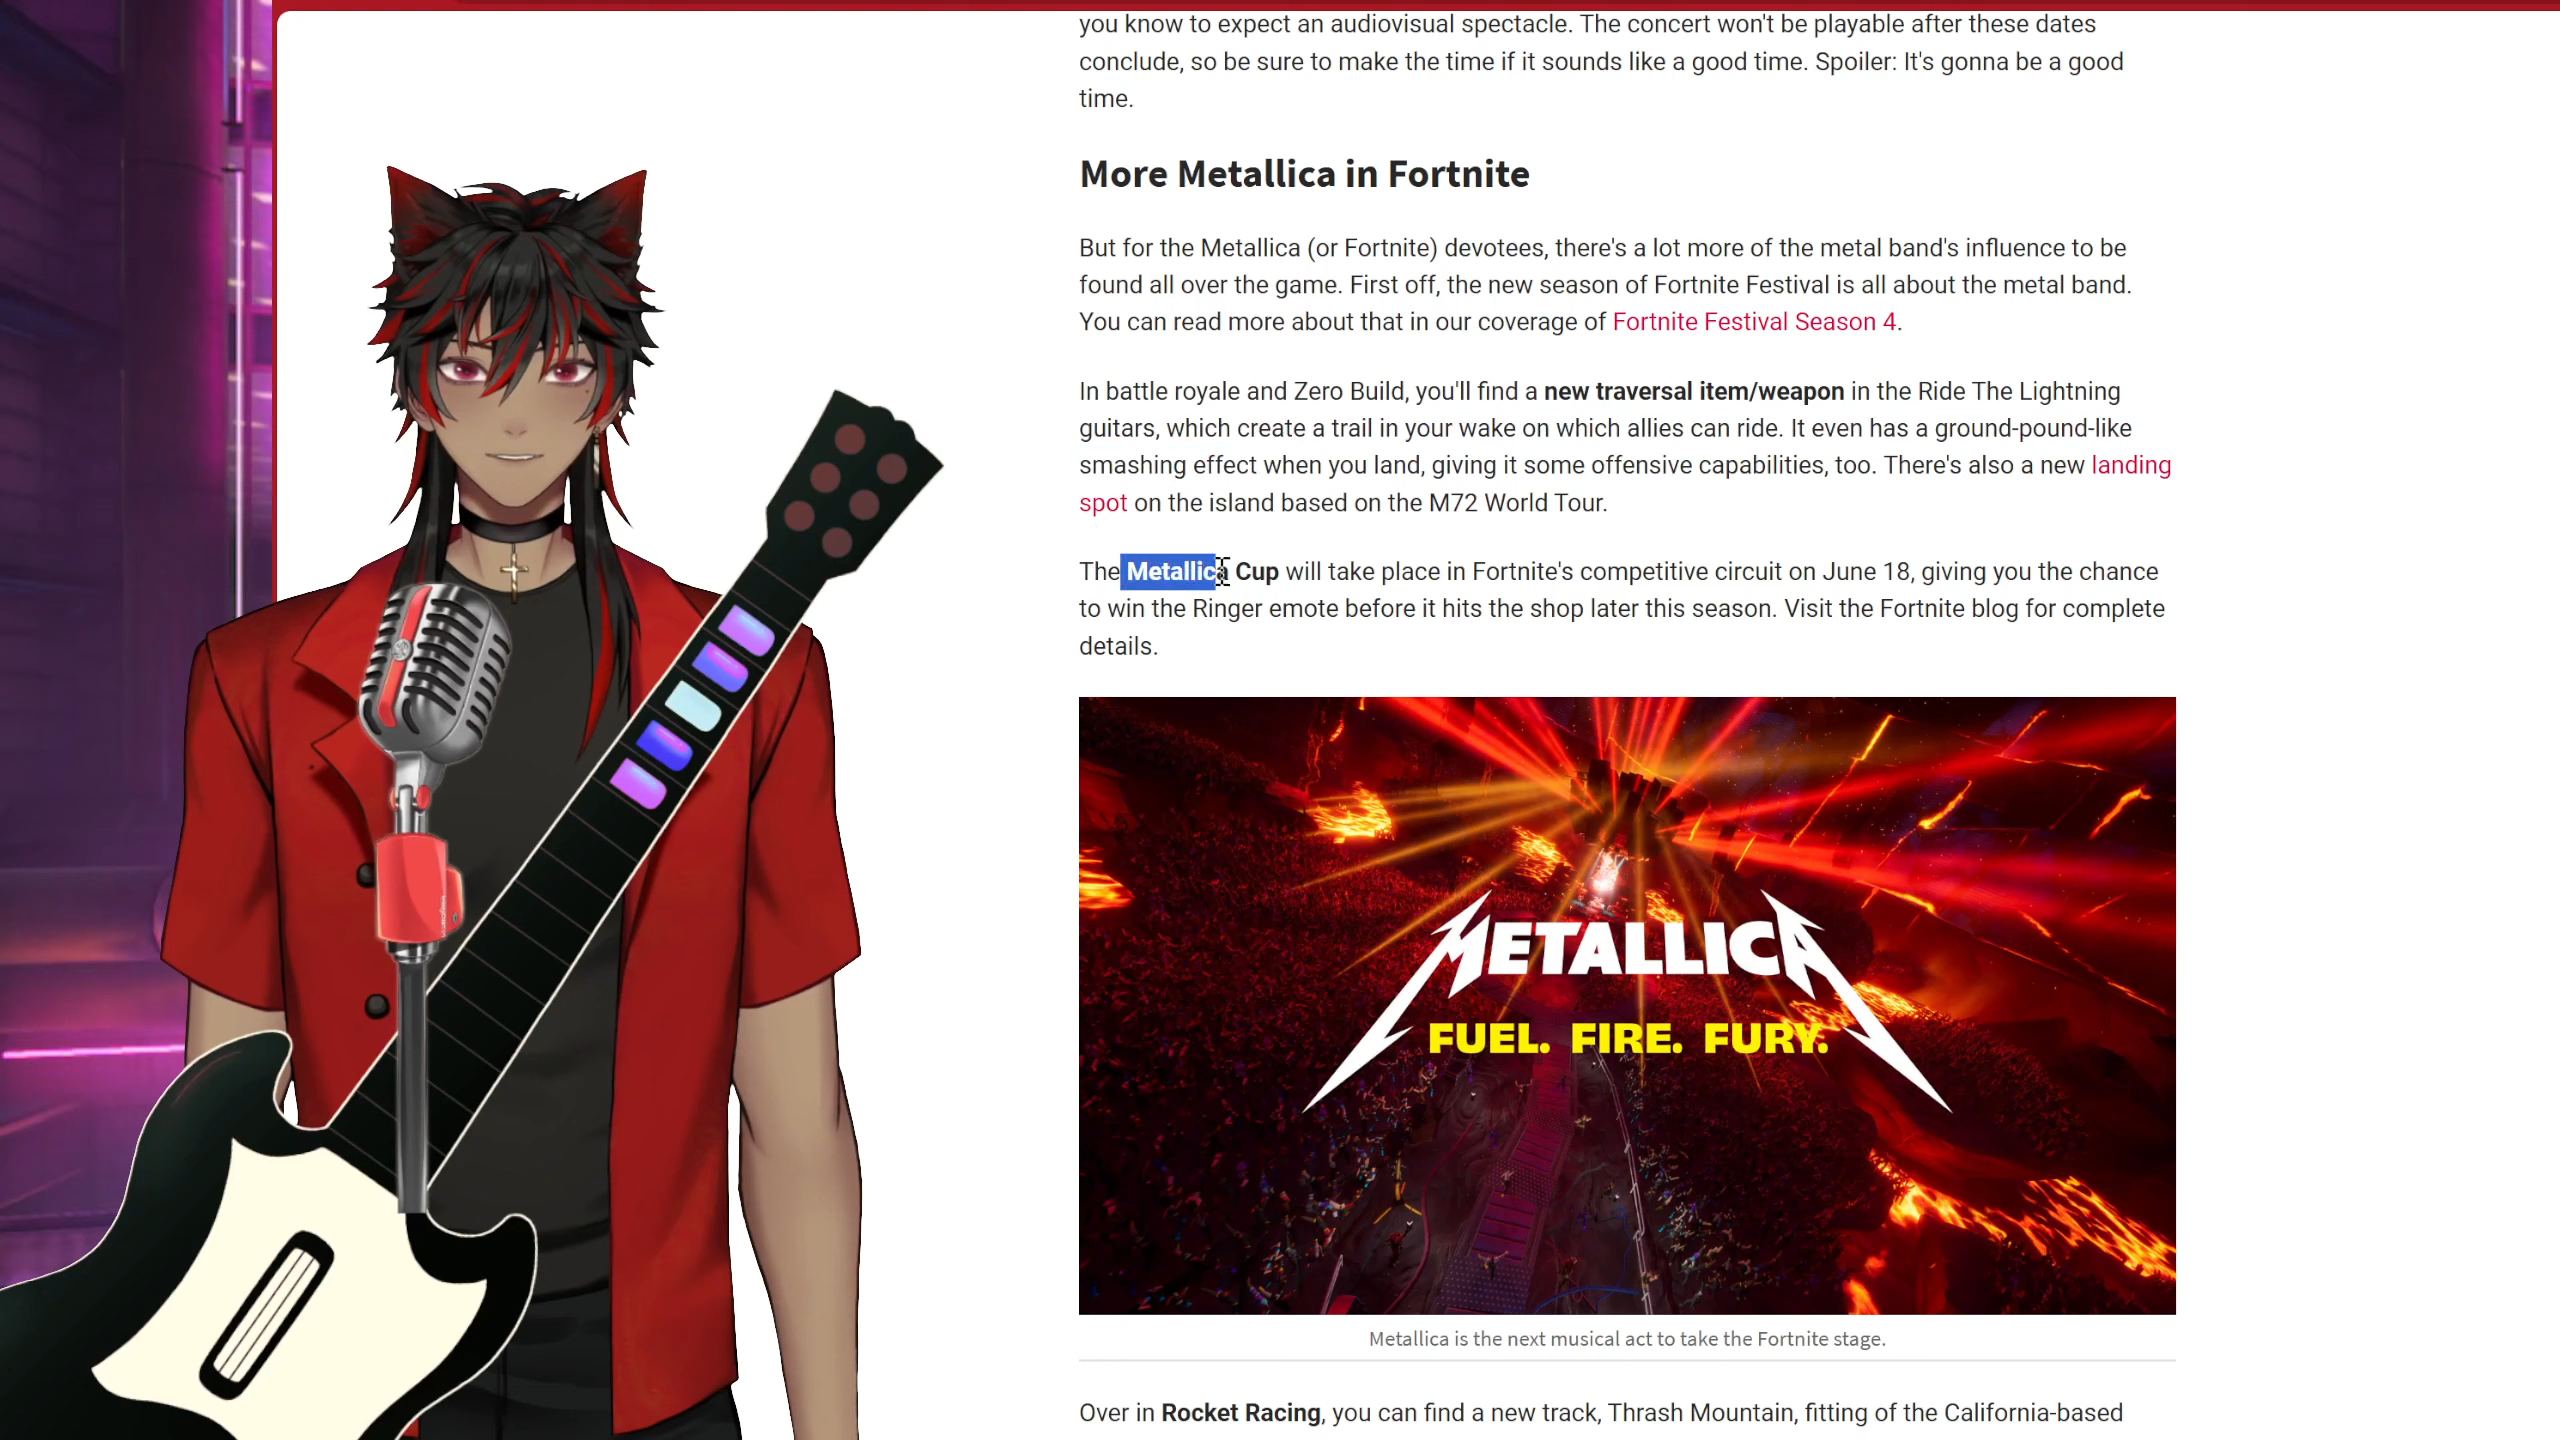 you know to expect an audiovisual spectacle. The concert won't be playable after these dates
conclude, so be sure to make the time if it sounds like a good time. Spoiler: It's gonna be a good
time.
More Metallica in Fortnite
But for the Metallica (or Fortnite) devotees, there's a lot more of the metal band's influence to be
found all over the game. First off, the new season of Fortnite Festival is all about the metal band.
You can read more about that in our coverage of Fortnite Festival Season 4.
In battle royale and Zero Build, you'll find a new traversal item/weapon in the Ride The Lightning
guitars, which create a trail in your wake on which allies can ride. It even has a ground-pound-like
smashing effect when you land, giving it some offensive capabilities, too. There's also a new landing
spot on the island based on the M72 World Tour.
The Metallica Cup will take place in Fortnite's competitive circuit on June 18, giving you the chance
to win the Ringer emote before it hits the shop later this season. Visit the Fortnite blog for complete
details.
METALLICA
FUEL. FIRE. FURY.
Metallica is the next musical act to take the Fortnite stage.
Over in Rocket Racing, you can find a new track, Thrash Mountain, fitting of the California-based